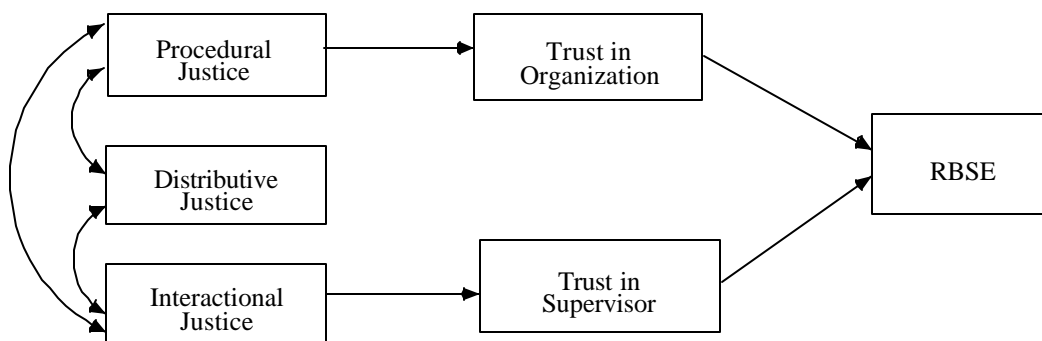 Procedural
Justice
Trust in
Organization
Distributive
Justice
RBSE
Interactional
Justice
Trust in
Supervisor